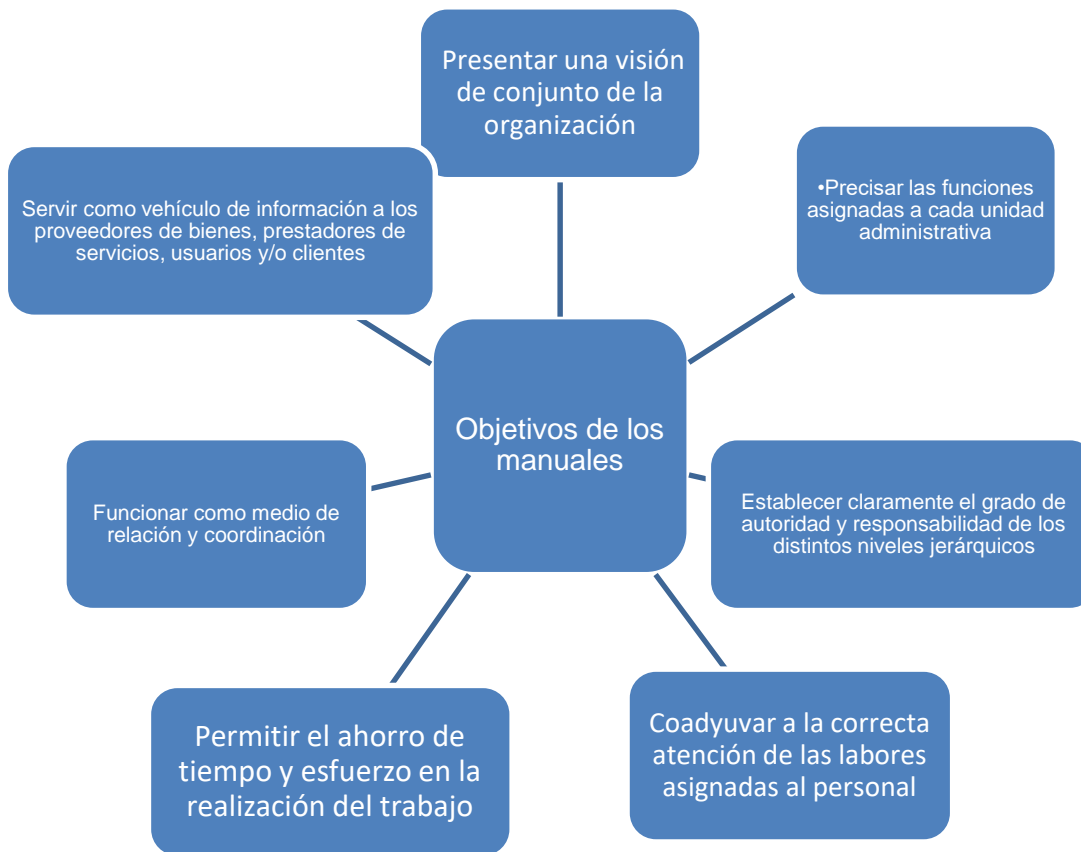 Presentar una visión
de conjunto de la
organización
•Precisar las funciones
asignadas a cada unidad
administrativa
Servir como vehículo de información a los
proveedores de bienes, prestadores de
servicios, usuarios y/o clientes
Objetivos de los
manuales
Establecer claramente el grado de
autoridad y responsabilidad de los
distintos niveles jerárquicos
Funcionar como medio de
relación y coordinación
Coadyuvar a la correcta
atención de las labores
asignadas al personal
Permitir el ahorro de
tiempo y esfuerzo en la
realización del trabajo